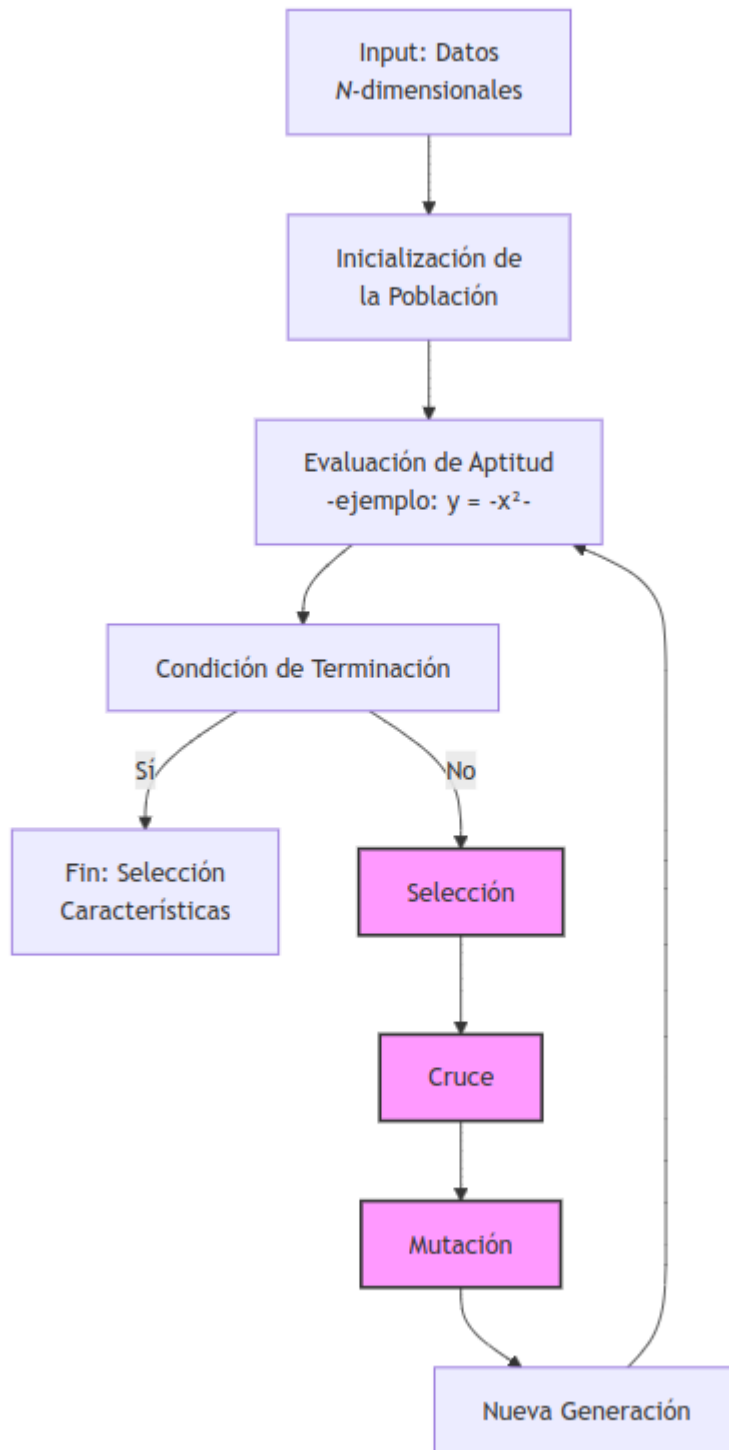 Input: Datos
N-dimensionales
Inicialización de
la Población
Evaluación de Aptitud
-ejemplo: y = -x²-
Condición de Terminación
Sí
No
Fin: Selección
Características
Selección
Cruce
Mutación
Nueva Generación